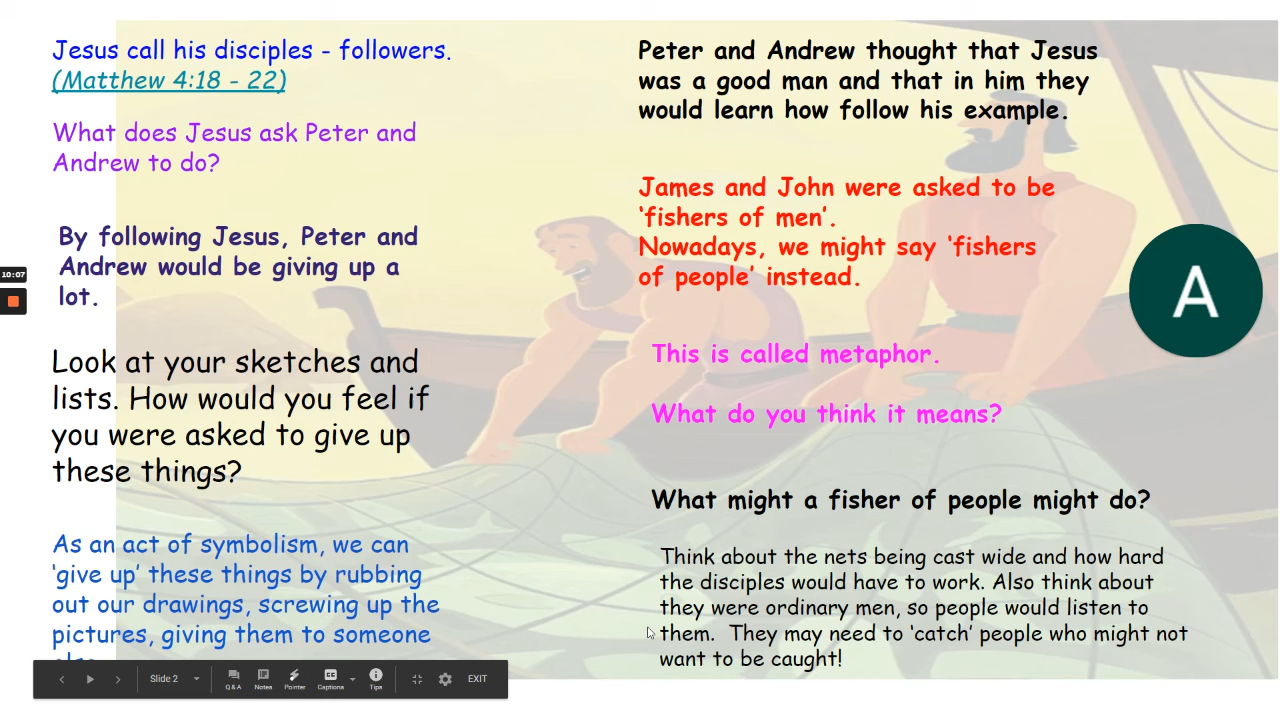 Jesus call his disciples - followers.
(Matthew 4:18 - 22)
What does Jesus ask Peter and
Andrew to do?
By following Jesus, Peter and
Andrew would be giving up a
lot.
Look at your sketches and
lists. How would you feel if
you were asked to give up
these things?
As an act of symbolism, we can
‘give up’ these things by rubbing
out our drawings, screwing up the
pictures, giving them to someone
Peter and Andrew thought that Jesus
was a good man and that in him they
would learn how follow his example.
James and John were asked to be
‘fishers of men’.
Nowadays, we might say ‘fishers
of people’ instead.
This is called metaphor.
What do you think it means?
What might a fisher of people might do?
Think about the nets being cast wide and how hard
the disciples would have to work. Also think about
they were ordinary men, so people would listen to
them.  They may need to ‘catch’ people who might not
want to be caught!
A
10:07
Slide 2
Q & A
Notes
Pointer
CC
Captions
Tips
EXIT